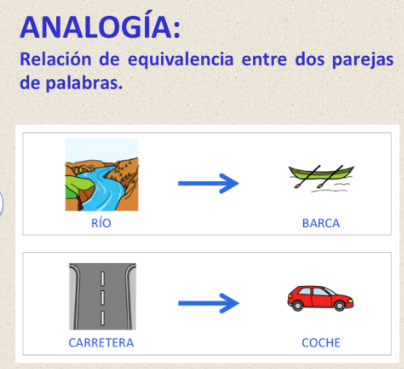 ANALOGÍA:
Relación de equivalencia entre dos parejas
de palabras.
RÍO
BARCA
CARRETERA
COCHE